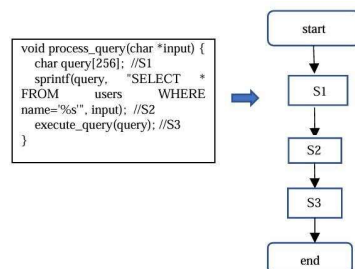 void process_query(char *input) {
char query[256]; //S1
sprintf(query, "SELECT *
FROM users WHERE
name='%s'", input); //S2
execute_query(query); //S3
}
start
S1
S2
S3
end